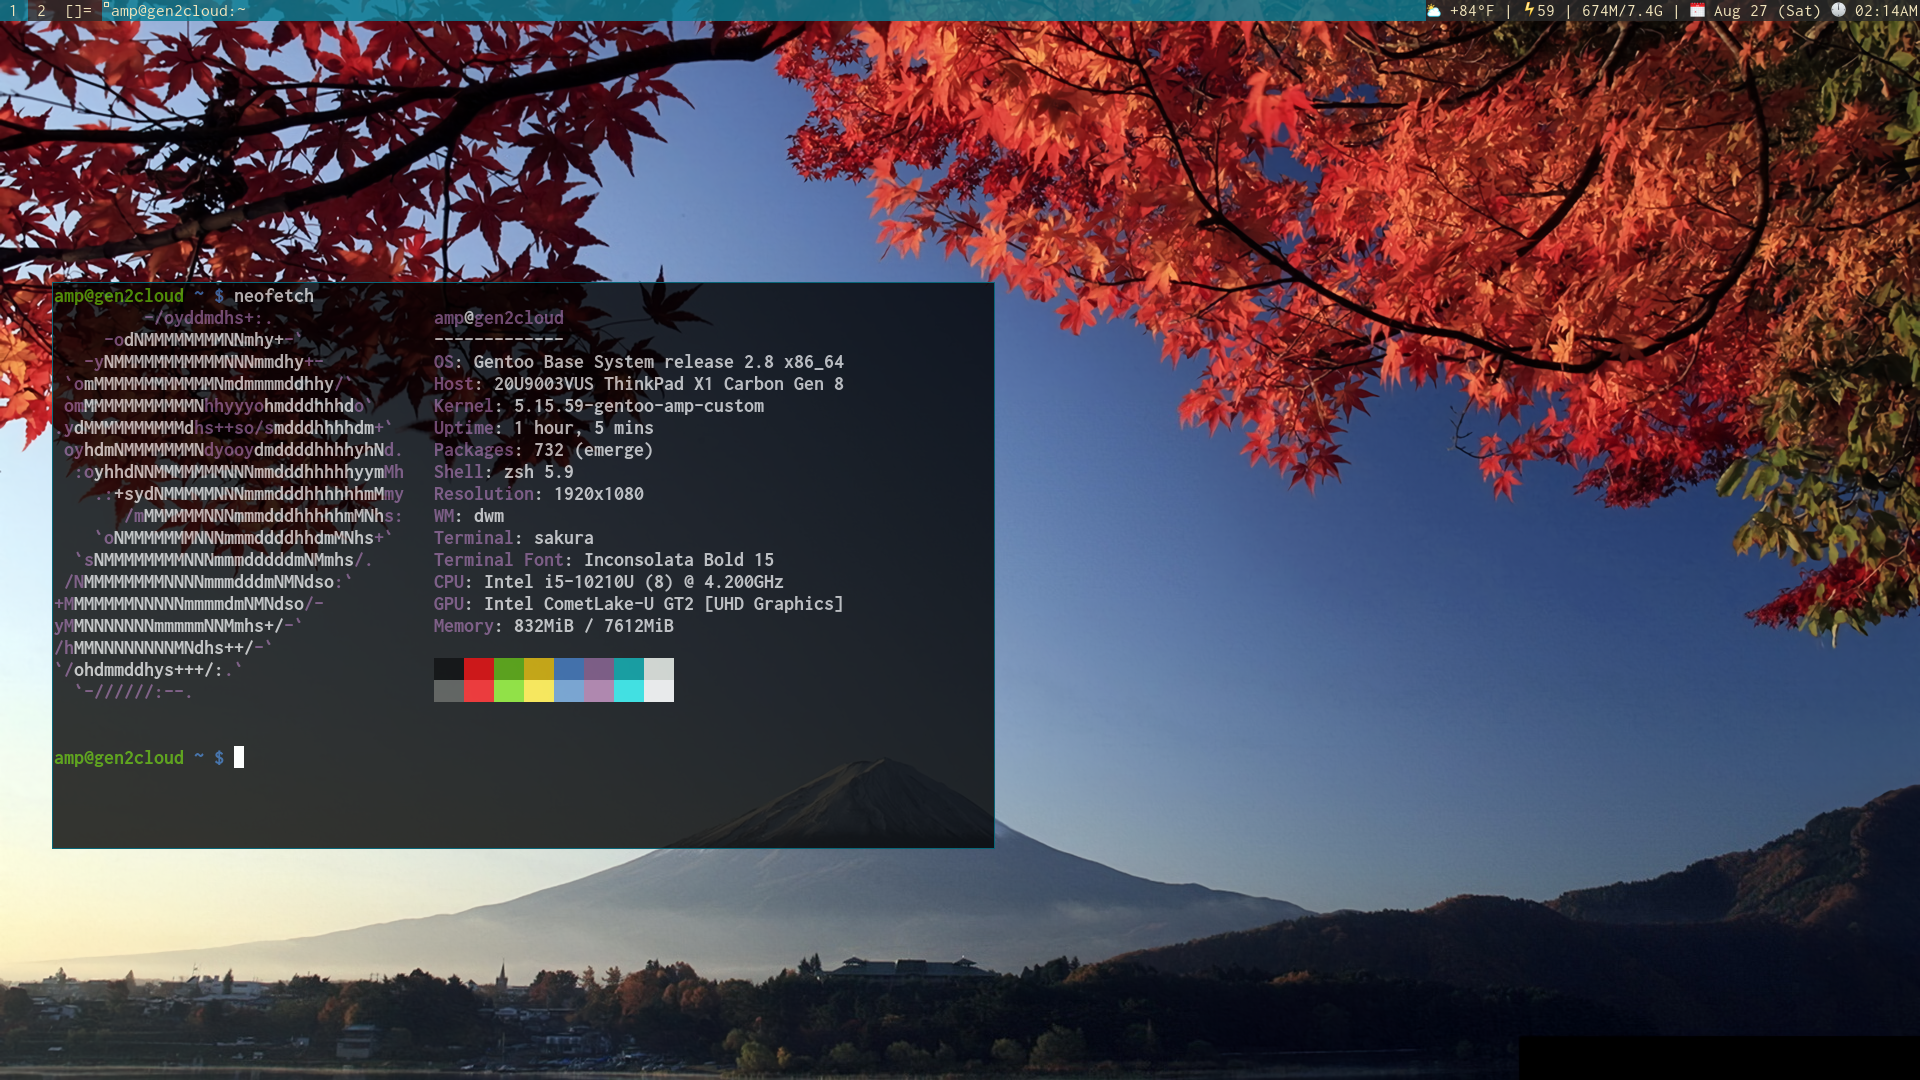 1 2 []= amp@gen2cloud:~ +84°F | 59 | 674M/7.4G | Aug 27 (Sat) 02:14AM
amp@gen2cloud ~ $ neofetch
-/oyddmdhs+:. amp@gen2cloud
-odNMMMMMMMMNNmhy+-` -------------
-yNMMMMMMMMMMMNNNmmdhy+- OS: Gentoo Base System release 2.8 x86_64
`omMMMMMMMMMMMMNmdmmmmddhhy/` Host: 20U9003VUS ThinkPad X1 Carbon Gen 8
omMMMMMMMMMMMNhhyyyohmdddhhhdo` Kernel: 5.15.59-gentoo-amp-custom
.ydMMMMMMMMMMdhs++so/smdddhhhhdm+` Uptime: 1 hour, 5 mins
oyhdmNMMMMMMMNdyooydmddddhhhhyhNd. Packages: 732 (emerge)
:oyhhdNNMMMMMMMNNNmmdddhhhhhyymMh Shell: zsh 5.9
.:+sydNMMMMMNNNmmmdddhhhhhhmMmy Resolution: 1920x1080
/mMMMMMMNNNmmmdddhhhhhmMNhs: WM: dwm
`oNMMMMMMMNNNmmmddddhhdmMNhs+` Terminal: sakura
`sNMMMMMMMMNNNmmmdddddmNMmhs/. Terminal Font: Inconsolata Bold 15
/NMMMMMMMMNNNNmmmdddmNMNdso:` CPU: Intel i5-10210U (8) @ 4.200GHz
+MMMMMMMNNNNNmmmmdmNMNdso/- GPU: Intel CometLake-U GT2 [UHD Graphics]
yMMNNNNNNNmmmmmNNMmhs+/-` Memory: 832MiB / 7612MiB
/hMMNNNNNNNNMNdhs++/-`
`/ohdmmddhys+++/:.`
`-//////:--.
amp@gen2cloud ~ $